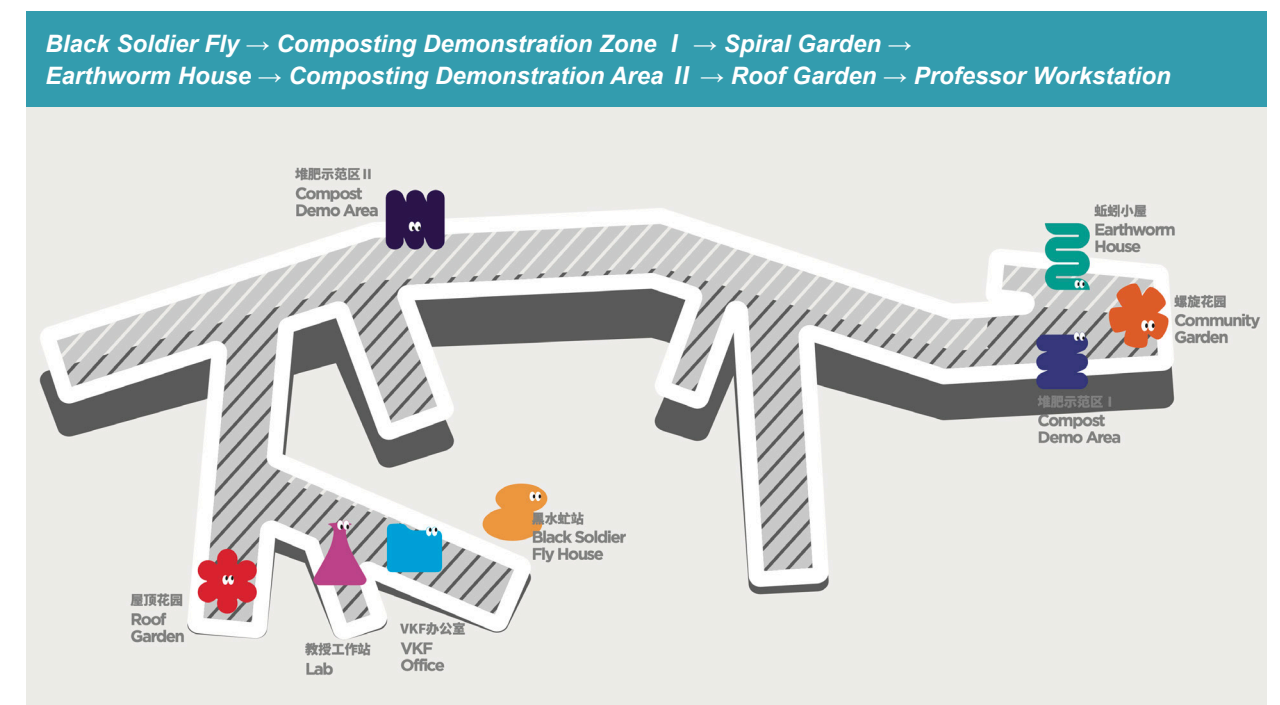 Black Soldier Fly → Composting Demonstration Zone Ⅰ → Spiral Garden →
Earthworm House → Composting Demonstration Area Ⅱ → Roof Garden → Professor Workstation
堆肥示范区Ⅱ
Compost
Demo Area
蚯蚓小屋
Earthworm
House
螺旋花园
Community
Garden
堆肥示范区Ⅰ
Compost
Demo Area
黑水虻站
Black Soldier
Fly House
屋顶花园
Roof
Garden
教授工作站
Lab
VKF办公室
VKF
Office